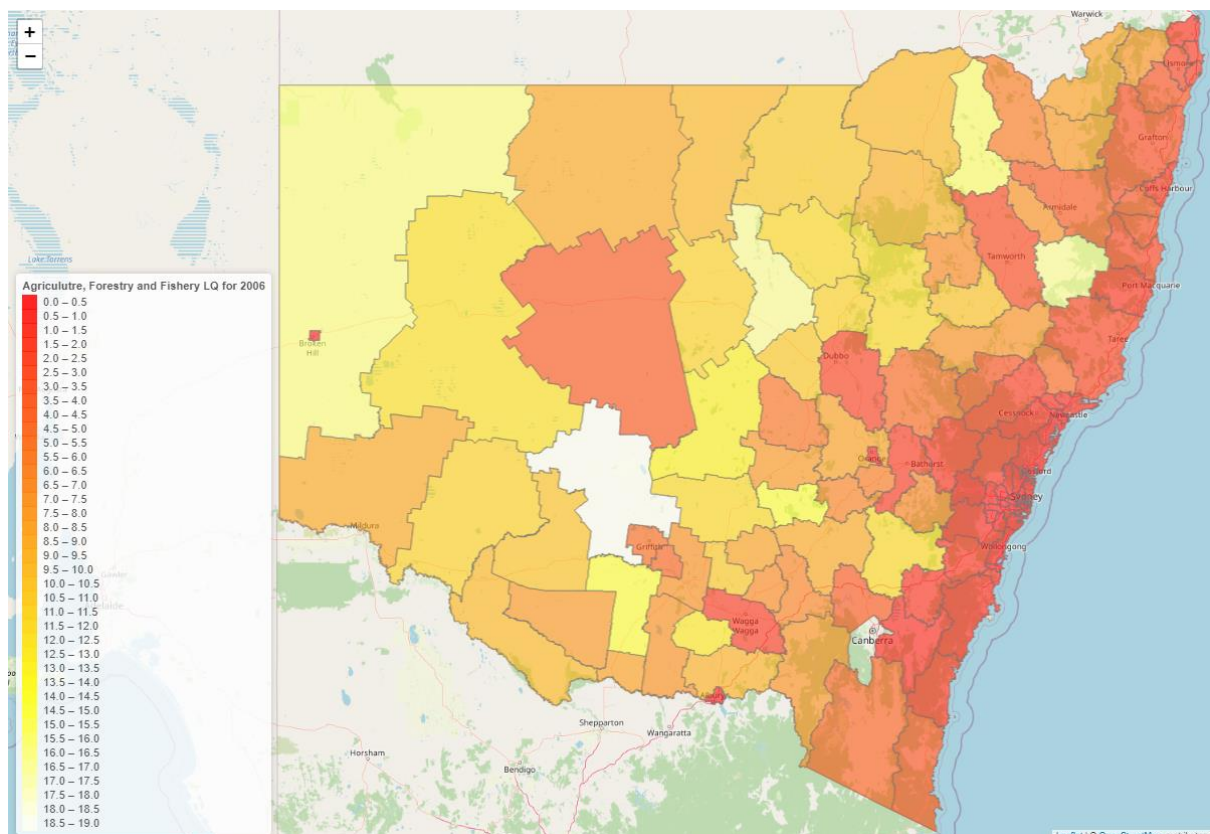 +
−
Warwick
Lismore
Grafton
Coffs Harbour
Armidale
Tamworth
Lake Torrens
Port Macquarie
Taree
Broken
Hill
Dubbo
Cessnock
Newcastle
Orange
Bathurst
Gosford
Sydney
Mildura
Griffith
Wollongong
Wagga
Wagga
Canberra
Albury
Shepparton
Wangaratta
Horsham
Bendigo
Agriculutre, Forestry and Fishery LQ for 2006
0.0 – 0.5
0.5 – 1.0
1.0 – 1.5
2.0 – 2.5
2.5 – 3.0
3.0 – 3.5
3.5 – 4.0
4.0 – 4.5
4.5 – 5.0
5.0 – 5.5
5.5 – 6.0
6.0 – 6.5
6.5 – 7.0
7.0 – 7.5
7.5 – 8.0
8.0 – 8.5
8.5 – 9.0
9.0 – 9.5
9.5 – 10.0
10.0 – 10.5
10.5 – 11.0
11.0 – 11.5
11.5 – 12.0
12.0 – 12.5
12.5 – 13.0
13.0 – 13.5
13.5 – 14.0
14.0 – 14.5
14.5 – 15.0
15.0 – 15.5
15.5 – 16.0
16.0 – 16.5
16.5 – 17.0
17.0 – 17.5
17.5 – 18.0
18.0 – 18.5
18.5 – 19.0